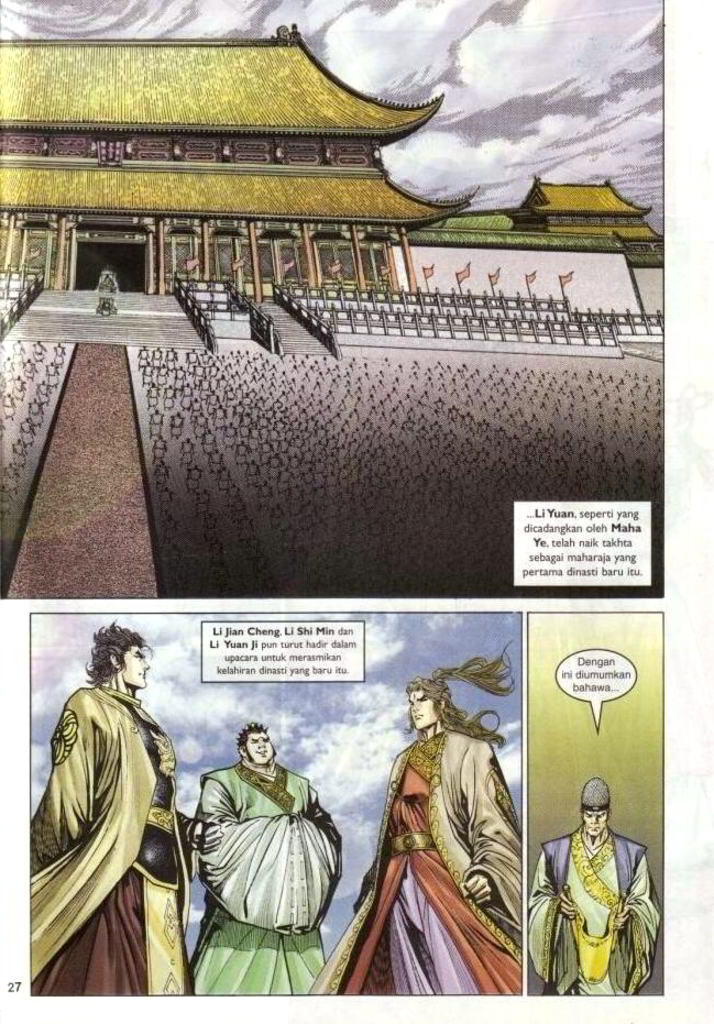 ...Li Yuan, seperti yang
dicadangkan oleh Maha
Ye, telah naik takhta
sebagai maharaja yang
pertama dinasti baru itu.
Li Jian Cheng, Li Shi Min dan
Li Yuan Ji pun turut hadir dalam
upacara untuk merasmikan
kelahiran dinasti yang baru itu.
Dengan
ini diumumkan
bahawa...
27